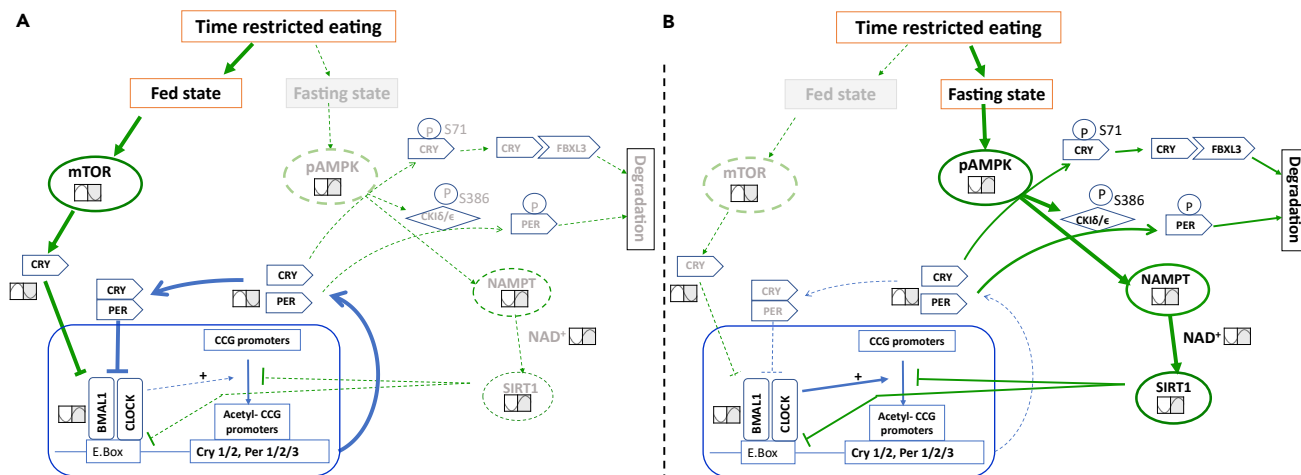 A
Time restricted eating
Fed state
Fasting state
mTOR
pAMPK
P
S71
CRY
CRY
FBXL3
P
S386
CKIδ/ϵ
P
PER
Degradation
CRY
CRY
PER
CRY
PER
NAMPT
NAD+
SIRT1
CCG promoters
+
BMAL1
CLOCK
Acetyl- CCG
promoters
E.Box
Cry 1/2, Per 1/2/3
B
Time restricted eating
Fed state
Fasting state
mTOR
pAMPK
P
S71
CRY
CRY
FBXL3
P
S386
CKIδ/ϵ
P
PER
Degradation
CRY
CRY
PER
CRY
PER
NAMPT
NAD+
SIRT1
CCG promoters
+
BMAL1
CLOCK
Acetyl- CCG
promoters
E.Box
Cry 1/2, Per 1/2/3